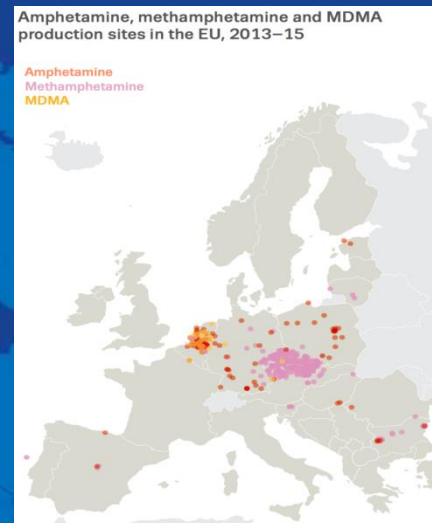 Amphetamine, methamphetamine and MDMA
production sites in the EU, 2013–15
Amphetamine
Methamphetamine
MDMA